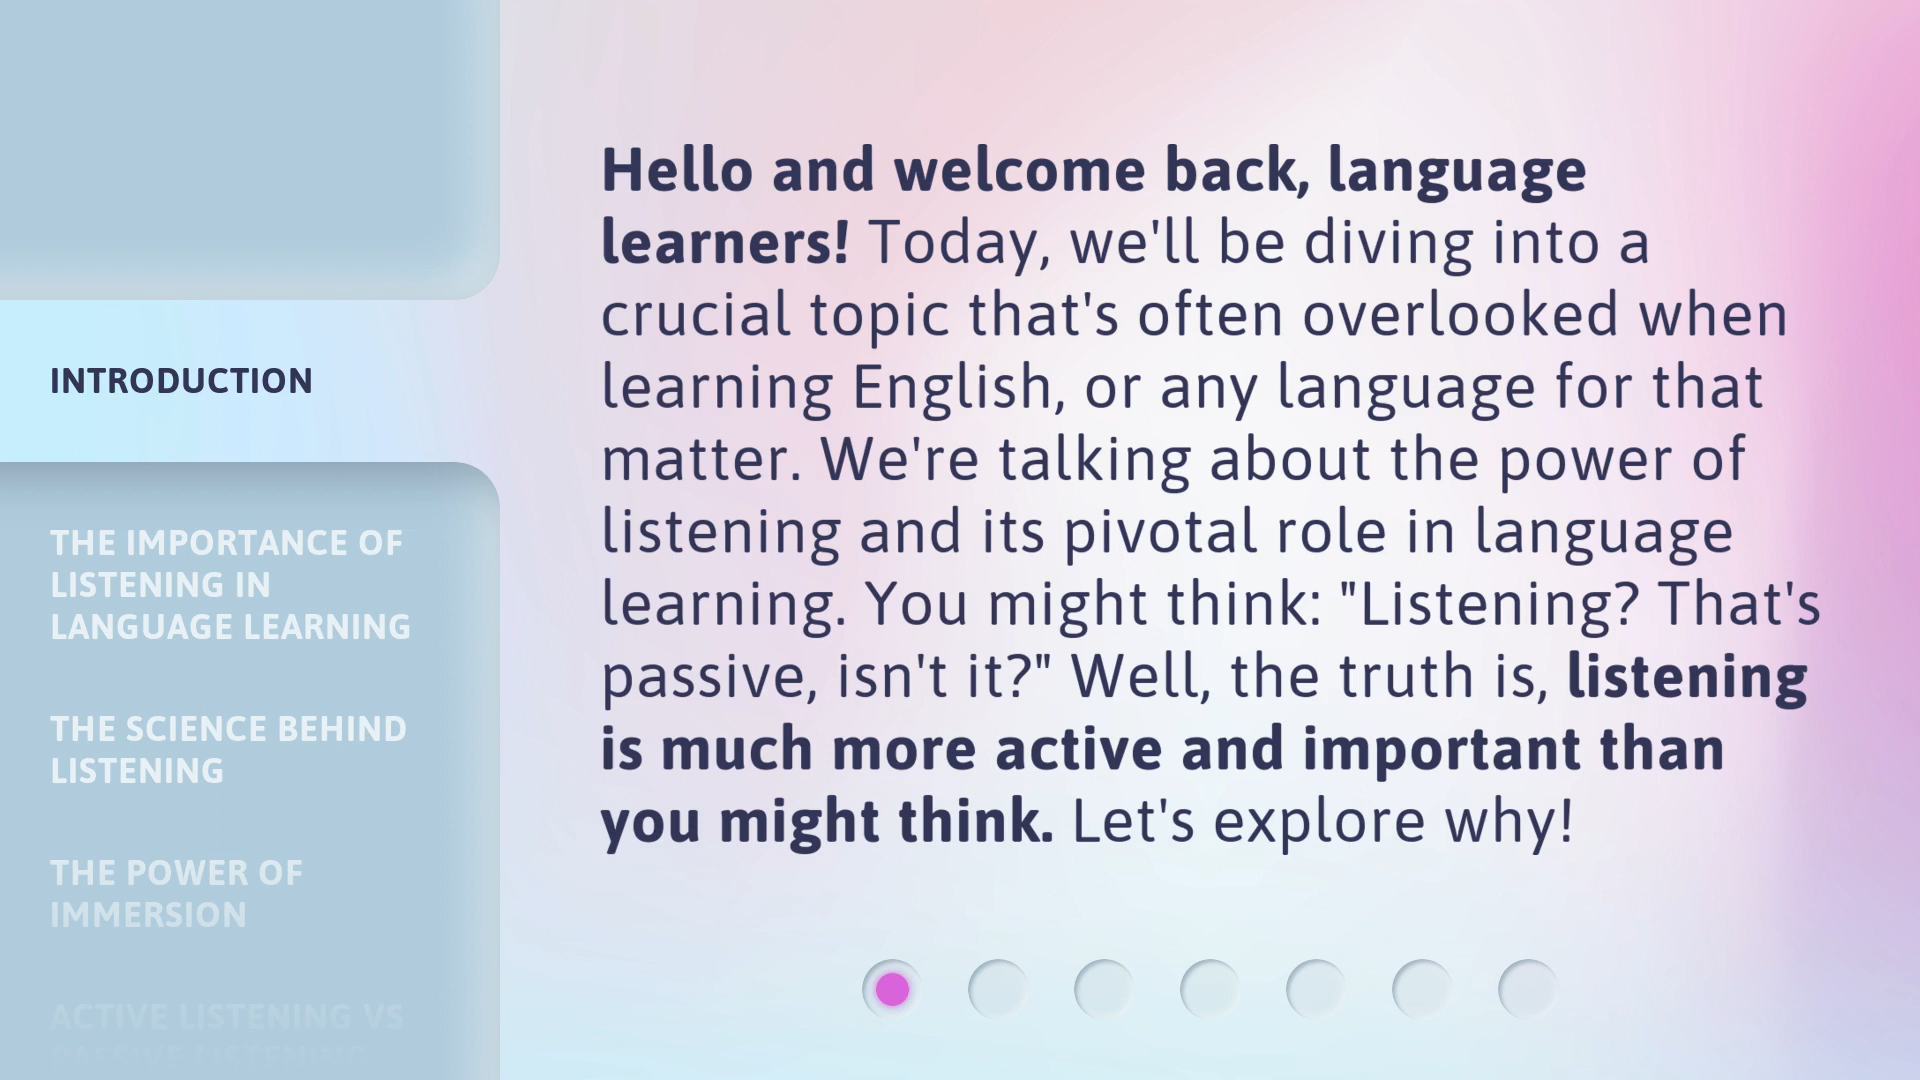 INTRODUCTION
THE IMPORTANCE OF
LISTENING IN
LANGUAGE LEARNING
THE SCIENCE BEHIND
LISTENING
THE POWER OF
IMMERSION
ACTIVE LISTENING VS
PASSIVE LISTENING
Hello and welcome back, language
learners! Today, we'll be diving into a
crucial topic that's often overlooked when
learning English, or any language for that
matter. We're talking about the power of
listening and its pivotal role in language
learning. You might think: "Listening? That's
passive, isn't it?" Well, the truth is, listening
is much more active and important than
you might think. Let's explore why!